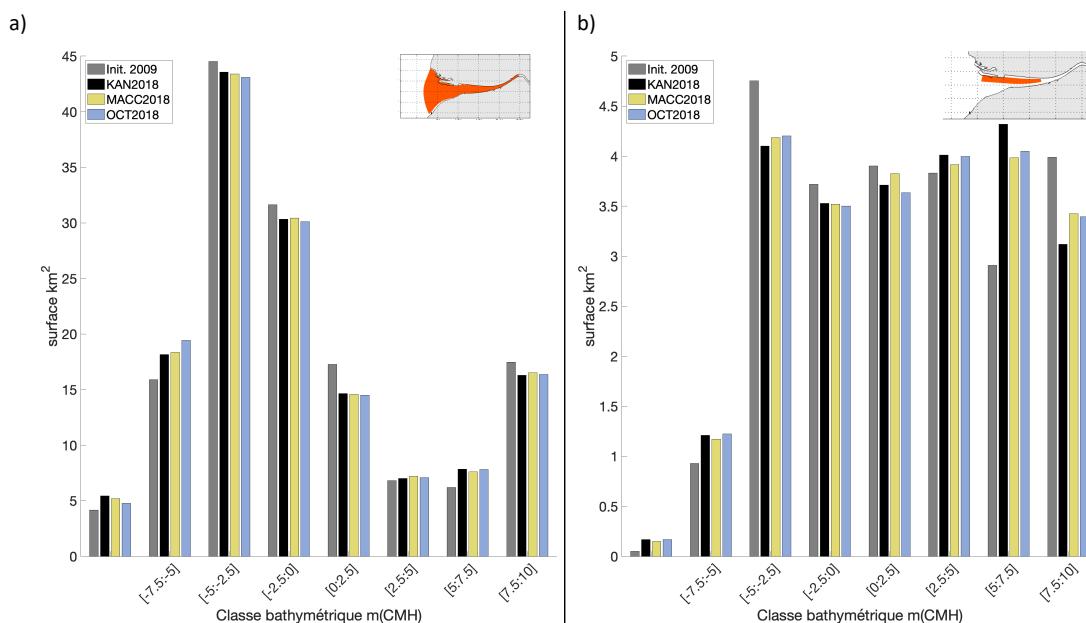 a)
45
40
35
30
25
20
15
10
5
0
surface km²
Init. 2009
KAN2018
MACC2018
OCT2018
[-7.5:-5]
[-5:-2.5]
[-2.5:0]
[0:2.5]
[2.5:5]
[5:7.5]
[7.5:10]
Classe bathymétrique m(CMH)
b)
5
4.5
4
3.5
3
2.5
2
1.5
1
0.5
0
surface km²
Init. 2009
KAN2018
MACC2018
OCT2018
[-7.5:-5]
[-5:-2.5]
[-2.5:0]
[0:2.5]
[2.5:5]
[5:7.5]
[7.5:10]
Classe bathymétrique m(CMH)